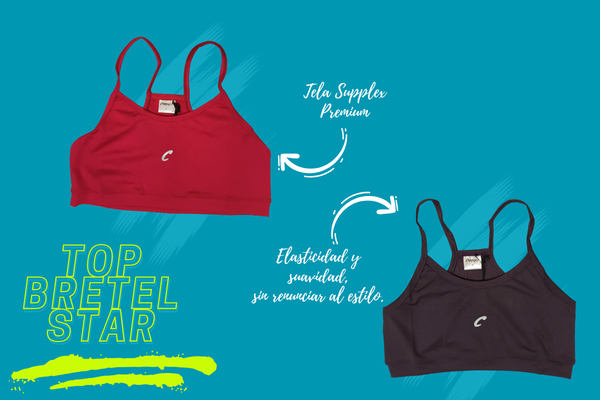 Tela Supplex
Premium
Elasticidad y
suavidad,
sin renunciar al estilo.
TOP
BRETEL
STAR
C
C